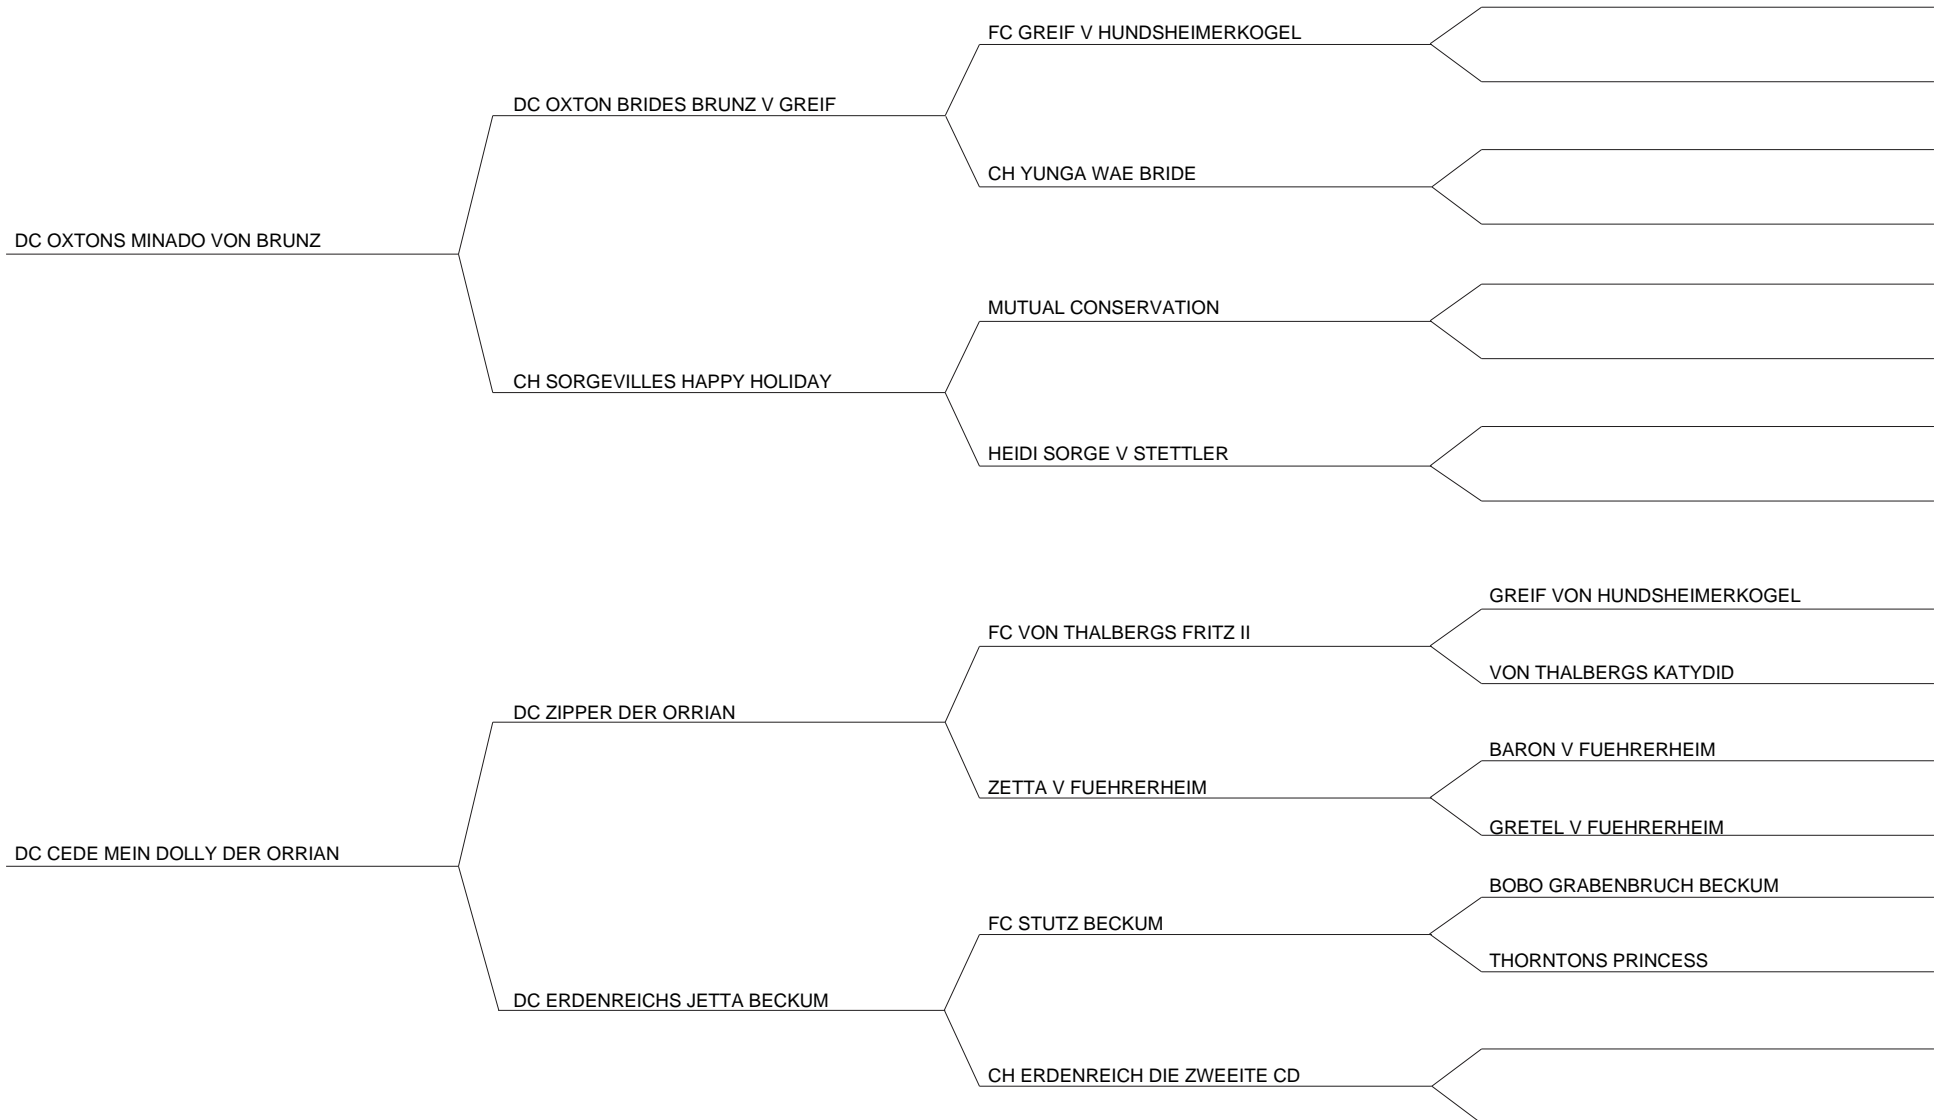 FC GREIF V HUNDSHEIMERKOGEL
DC OXTON BRIDES BRUNZ V GREIF
CH YUNGA WAE BRIDE
DC OXTONS MINADO VON BRUNZ
MUTUAL CONSERVATION
CH SORGEVILLES HAPPY HOLIDAY
HEIDI SORGE V STETTLER
GREIF VON HUNDSHEIMERKOGEL
FC VON THALBERGS FRITZ II
VON THALBERGS KATYDID
DC ZIPPER DER ORRIAN
BARON V FUEHRERHEIM
ZETTA V FUEHRERHEIM
GRETEL V FUEHRERHEIM
DC CEDE MEIN DOLLY DER ORRIAN
BOBO GRABENBRUCH BECKUM
FC STUTZ BECKUM
THORNTONS PRINCESS
DC ERDENREICHS JETTA BECKUM
CH ERDENREICH DIE ZWEEITE CD